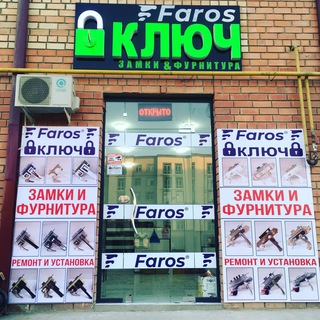 Faros
КЛЮЧ
ЗАМКИ & ФУРНИТУРА
ОТКРЫТО
Faros
Faros
Faros
Faros
Faros®
КЛЮЧ
ЗАМКИ И
ФУРНИТУРА
РЕМОНТ И УСТАНОВКА
Faros®
КЛЮЧ
ЗАМКИ И
ФУРНИТУРА
РЕМОНТ И УСТАНОВКА